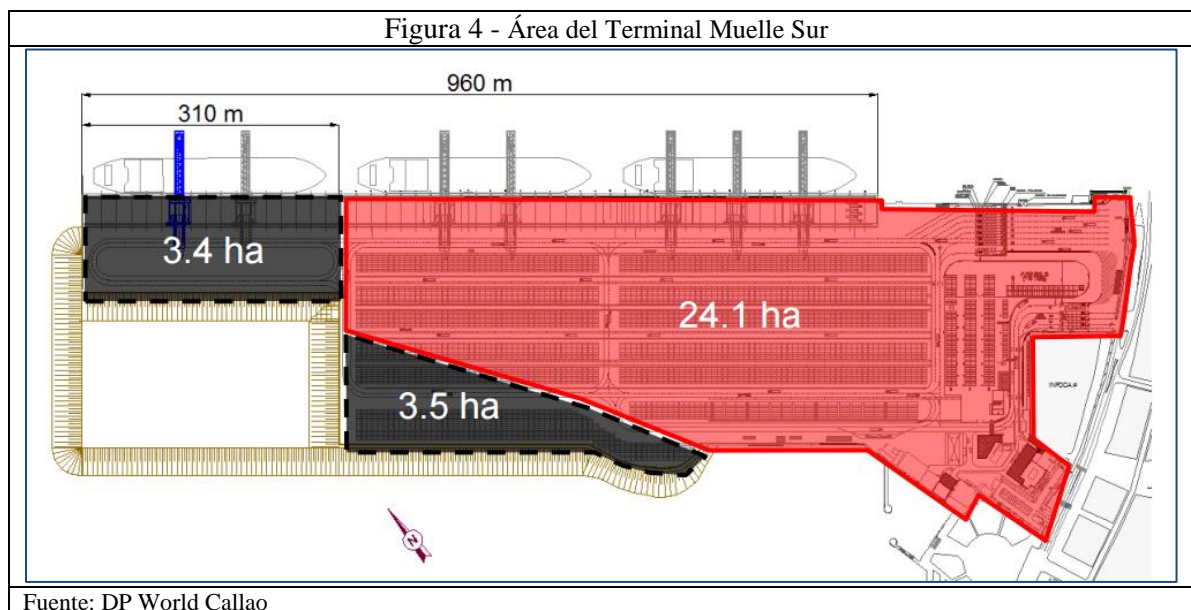 Figura 4 - Área del Terminal Muelle Sur
960 m
310 m
3.4 ha
24.1 ha
3.5 ha
N
Fuente: DP World Callao